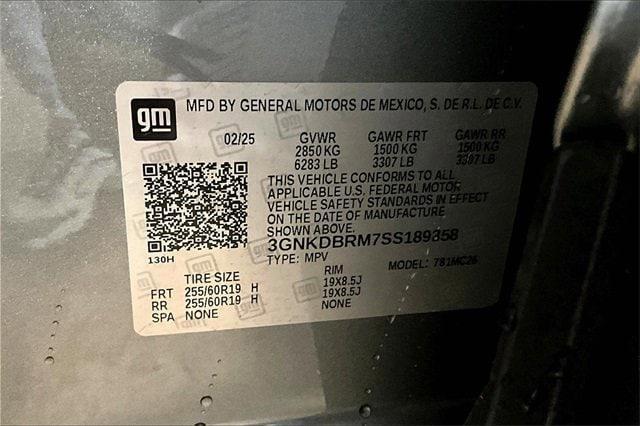 gm
MFD BY GENERAL MOTORS DE MEXICO, S. DE R.L. DE C.V.
02/25 GVWR GAWR FRT GAWR RR
2850 KG 1500 KG 1500 KG
6283 LB 3307 LB 3307 LB
THIS VEHICLE CONFORMS TO ALL
APPLICABLE U.S. FEDERAL MOTOR
VEHICLE SAFETY STANDARDS IN EFFECT
ON THE DATE OF MANUFACTURE
SHOWN ABOVE.
3GNKDBRM7SS189358
130H
TYPE: MPV MODEL: 781MC26
TIRE SIZE RIM
FRT 255/60R19 H 19X8.5J
RR 255/60R19 H 19X8.5J
SPA NONE NONE